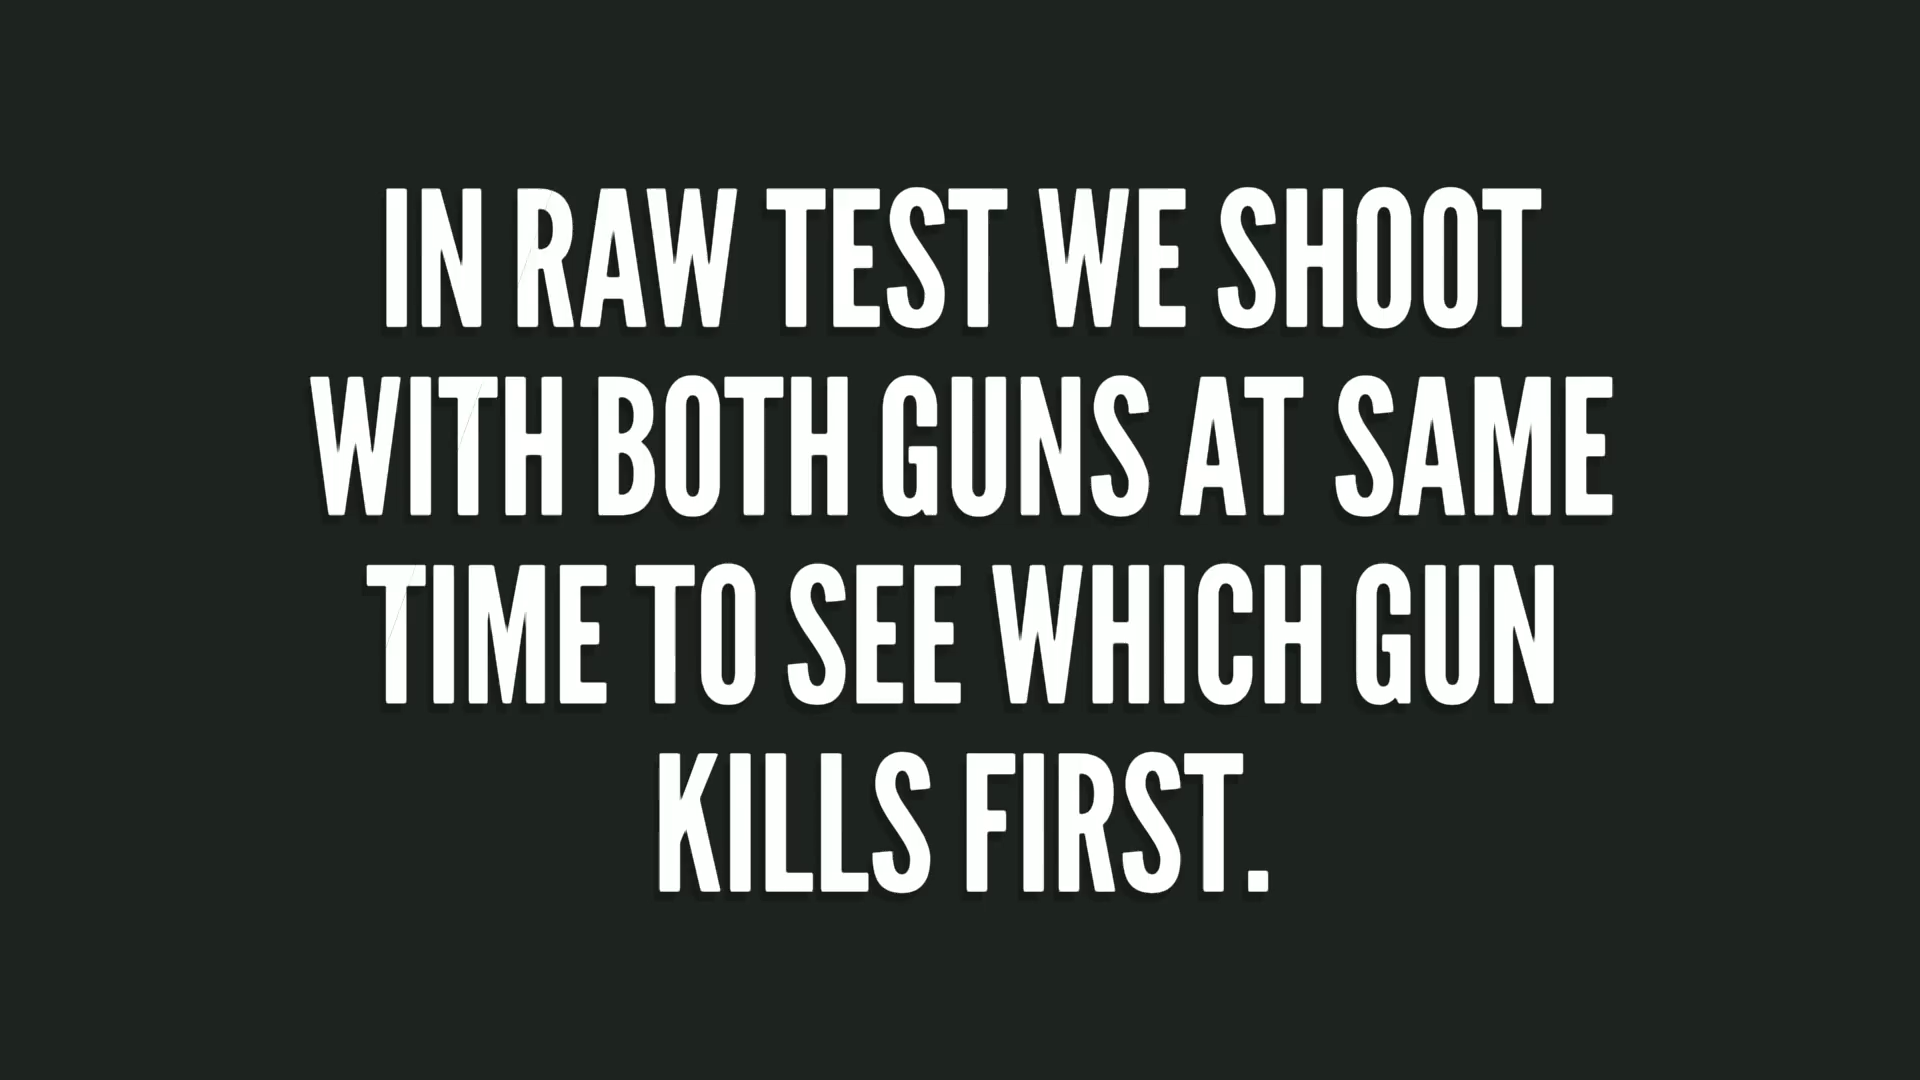 IN RAW TEST WE SHOOT
WITH BOTH GUNS AT SAME
TIME TO SEE WHICH GUN
KILLS FIRST.